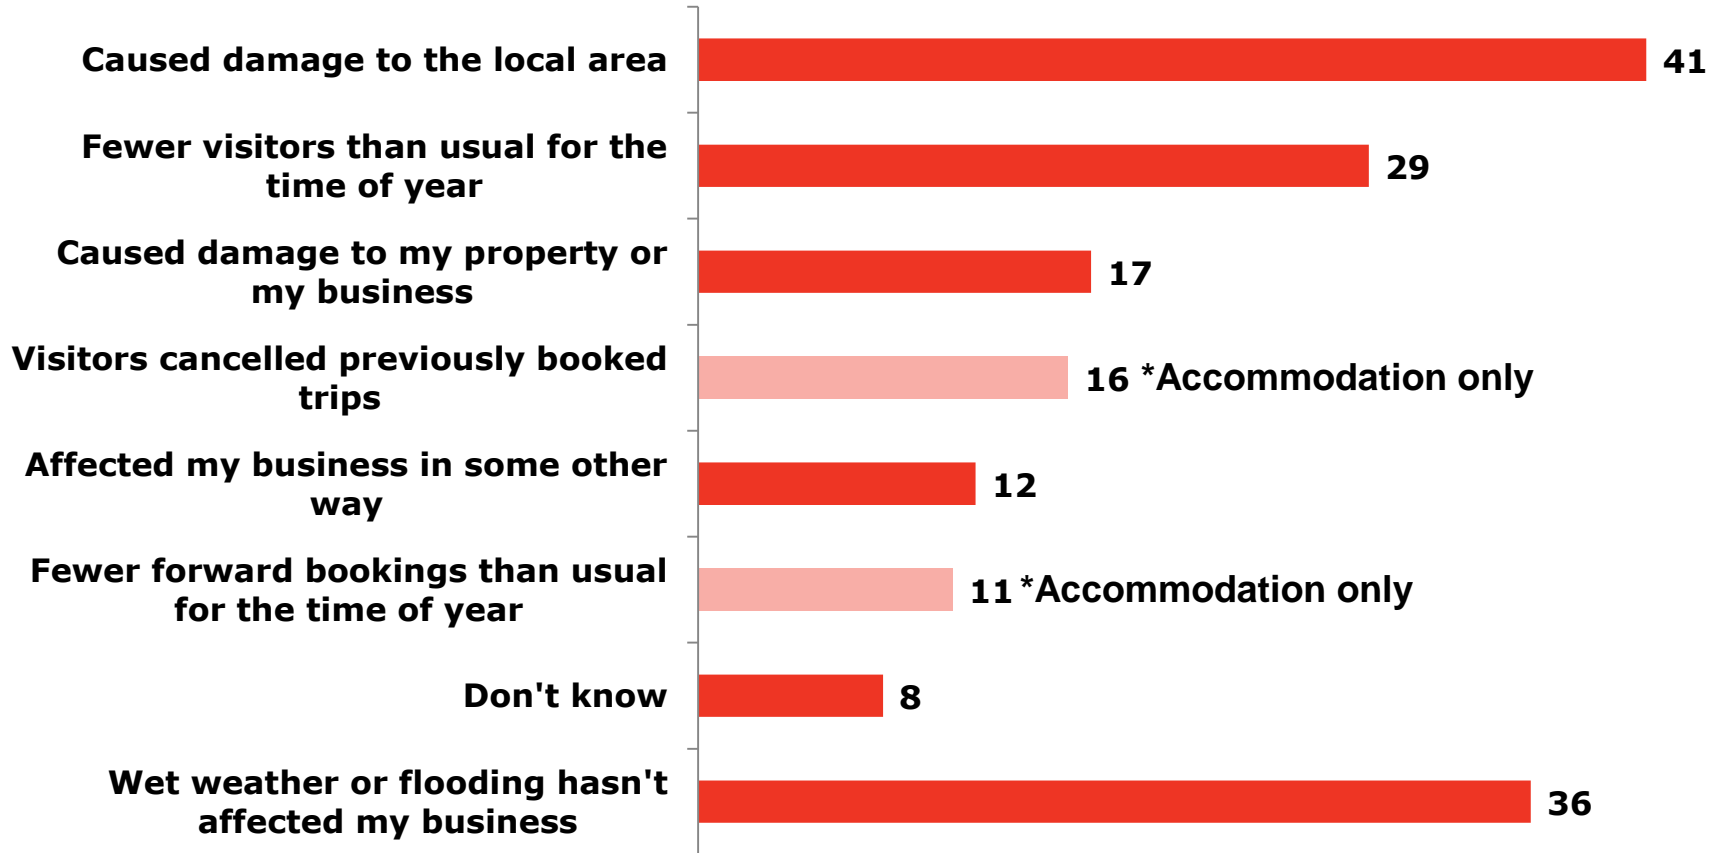 Caused damage to the local area
41
Fewer visitors than usual for the
time of year
29
Caused damage to my property or
my business
17
Visitors cancelled previously booked
trips
16 *Accommodation only
Affected my business in some other
way
12
Fewer forward bookings than usual
for the time of year
11 *Accommodation only
Don't know
8
Wet weather or flooding hasn't
affected my business
36